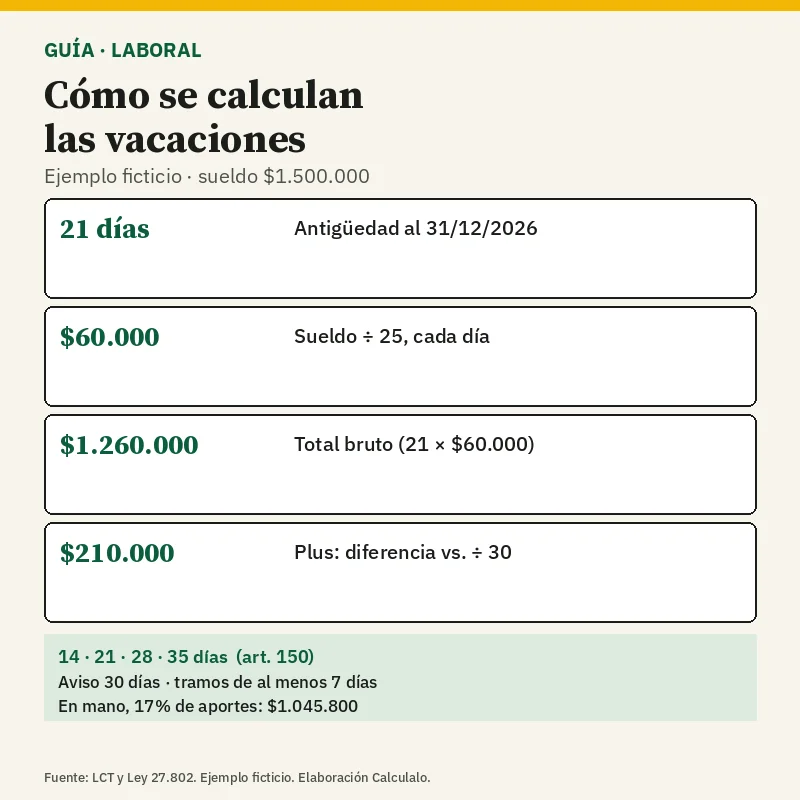 GUÍA · LABORAL
Cómo se calculan
las vacaciones
Ejemplo ficticio · sueldo $1.500.000
21 días Antigüedad al 31/12/2026
$60.000 Sueldo ÷ 25, cada día
$1.260.000 Total bruto (21 × $60.000)
$210.000 Plus: diferencia vs. ÷ 30
14 · 21 · 28 · 35 días (art. 150)
Aviso 30 días · tramos de al menos 7 días
En mano, 17% de aportes: $1.045.800
Fuente: LCT y Ley 27.802. Ejemplo ficticio. Elaboración Calculalo.